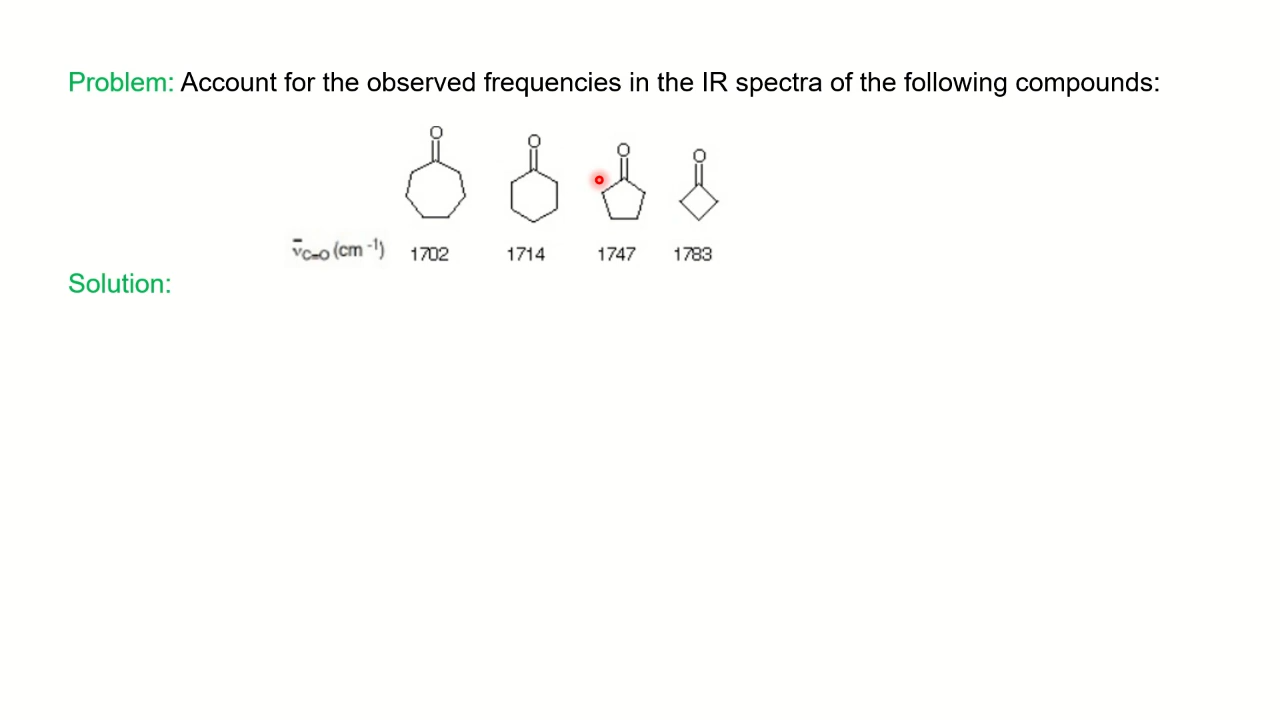 Problem: Account for the observed frequencies in the IR spectra of the following compounds:
O O O O
ν̄C=O (cm -1) 1702 1714 1747 1783
Solution: